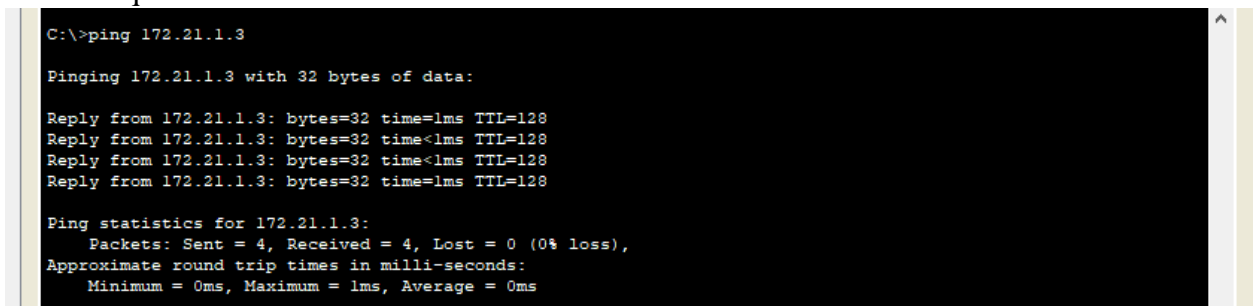 C:\>ping 172.21.1.3
Pinging 172.21.1.3 with 32 bytes of data:
Reply from 172.21.1.3: bytes=32 time=1ms TTL=128
Reply from 172.21.1.3: bytes=32 time<1ms TTL=128
Reply from 172.21.1.3: bytes=32 time<1ms TTL=128
Reply from 172.21.1.3: bytes=32 time=1ms TTL=128
Ping statistics for 172.21.1.3:
    Packets: Sent = 4, Received = 4, Lost = 0 (0% loss),
Approximate round trip times in milli-seconds:
    Minimum = 0ms, Maximum = 1ms, Average = 0ms